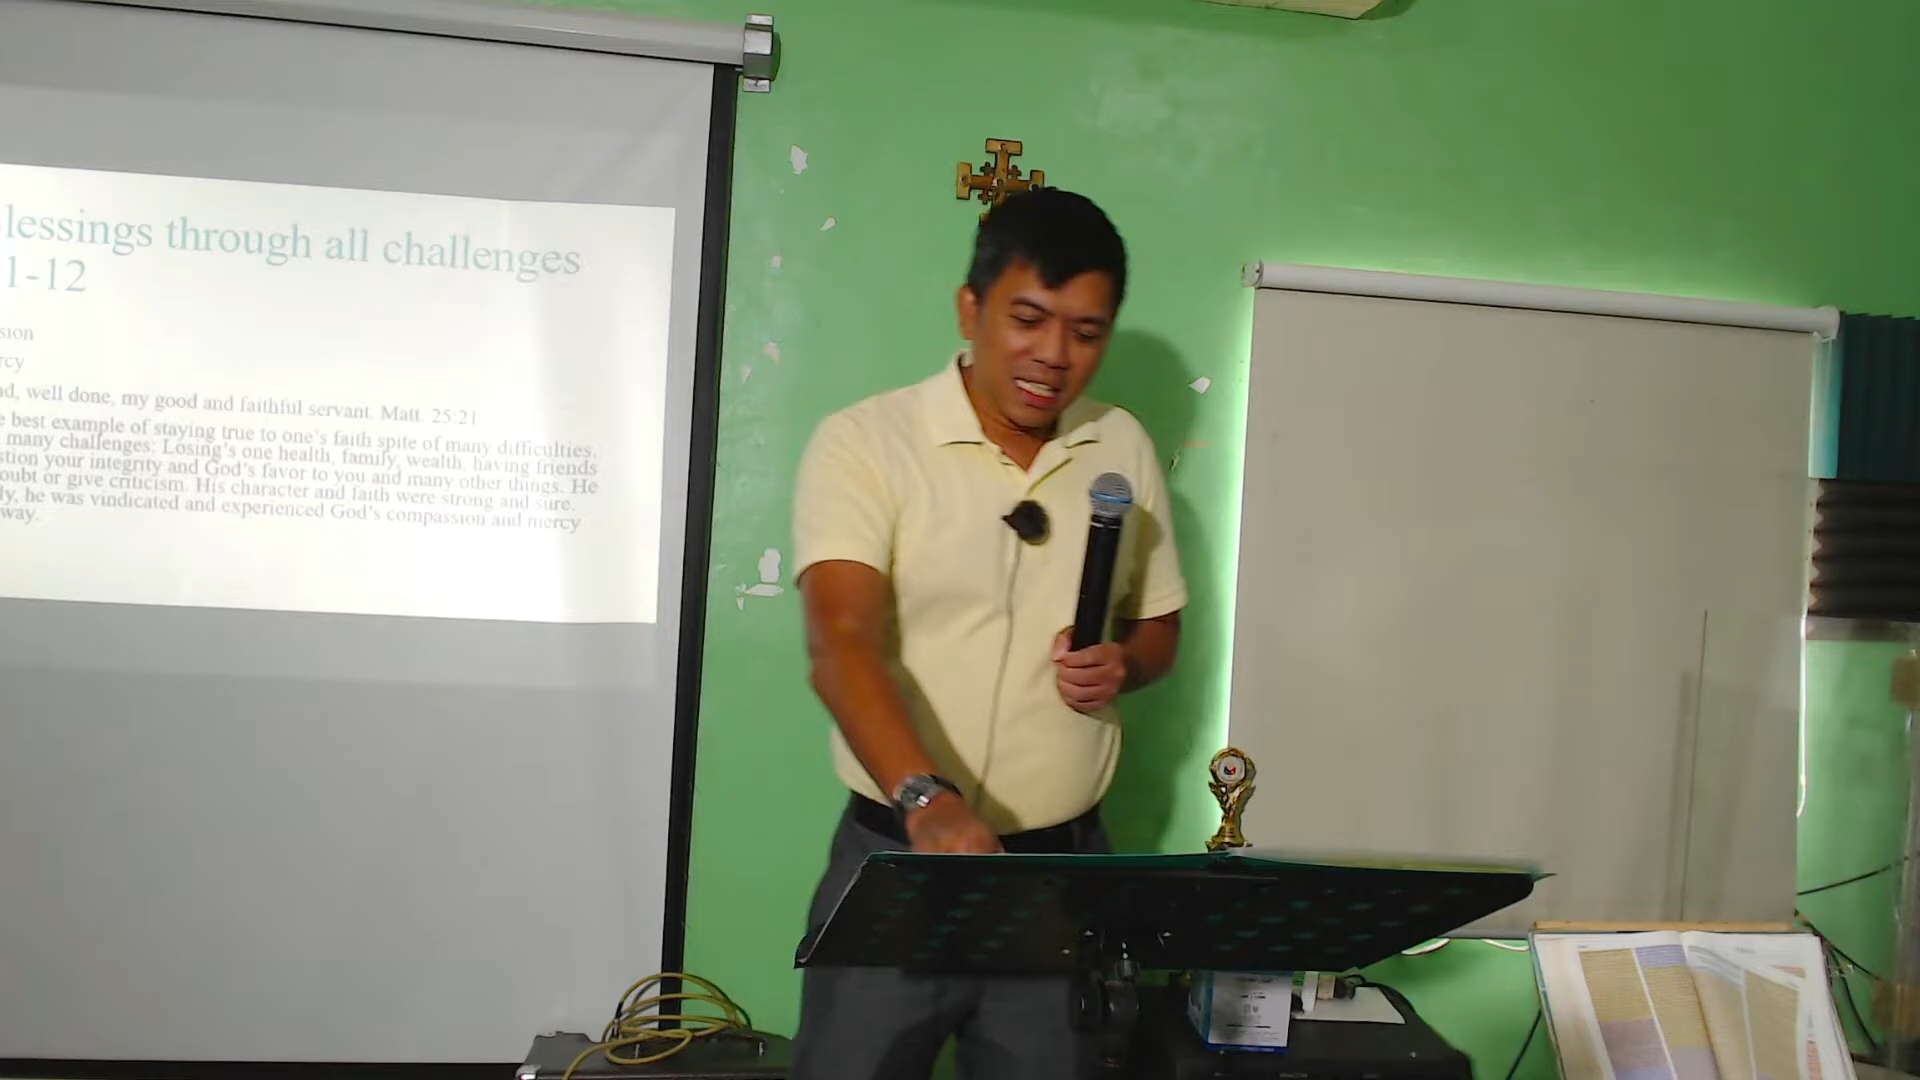 lessings through all challenges
1-12
sion
rcy
d, well done, my good and faithful servant. Matt. 25:21
e best example of staying true to one's faith spite of many difficulties.
many challenges: Losing's one health, family, wealth, having friends
stion your integrity and God's favor to you and many other things. He
oubt or give criticism. His character and faith were strong and sure.
ly, he was vindicated and experienced God's compassion and mercy
way.